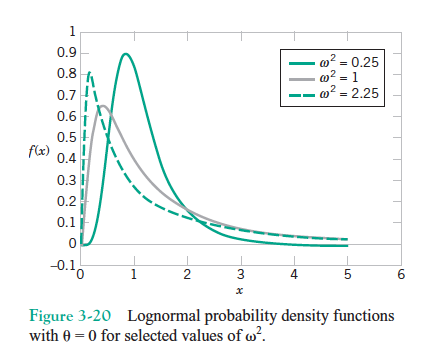 1
0.9
0.8
0.7
0.6
0.5
f(x)
0.4
0.3
0.2
0.1
0
–0.1
0 1 2 3 4 5 6
x
ω² = 0.25
ω² = 1
ω² = 2.25
Figure 3-20 Lognormal probability density functions
with θ = 0 for selected values of ω².